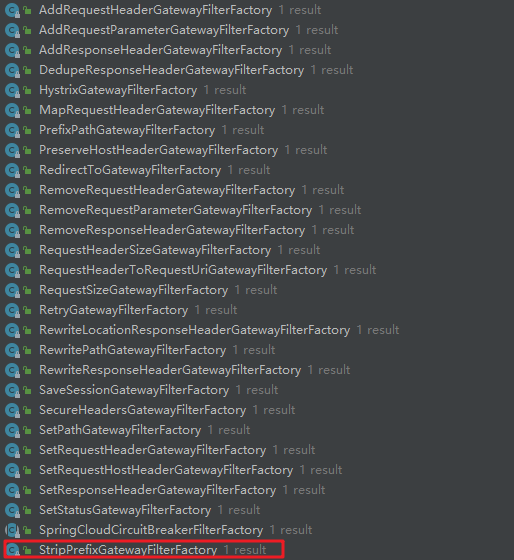 AddRequestHeaderGatewayFilterFactory 1 result
AddRequestParameterGatewayFilterFactory 1 result
AddResponseHeaderGatewayFilterFactory 1 result
DedupeResponseHeaderGatewayFilterFactory 1 result
HystrixGatewayFilterFactory 1 result
MapRequestHeaderGatewayFilterFactory 1 result
PrefixPathGatewayFilterFactory 1 result
PreserveHostHeaderGatewayFilterFactory 1 result
RedirectToGatewayFilterFactory 1 result
RemoveRequestHeaderGatewayFilterFactory 1 result
RemoveRequestParameterGatewayFilterFactory 1 result
RemoveResponseHeaderGatewayFilterFactory 1 result
RequestHeaderSizeGatewayFilterFactory 1 result
RequestHeaderToRequestUriGatewayFilterFactory 1 result
RequestSizeGatewayFilterFactory 1 result
RetryGatewayFilterFactory 1 result
RewriteLocationResponseHeaderGatewayFilterFactory 1 result
RewritePathGatewayFilterFactory 1 result
RewriteResponseHeaderGatewayFilterFactory 1 result
SaveSessionGatewayFilterFactory 1 result
SecureHeadersGatewayFilterFactory 1 result
SetPathGatewayFilterFactory 1 result
SetRequestHeaderGatewayFilterFactory 1 result
SetRequestHostHeaderGatewayFilterFactory 1 result
SetResponseHeaderGatewayFilterFactory 1 result
SetStatusGatewayFilterFactory 1 result
SpringCloudCircuitBreakerFilterFactory 1 result
StripPrefixGatewayFilterFactory 1 result